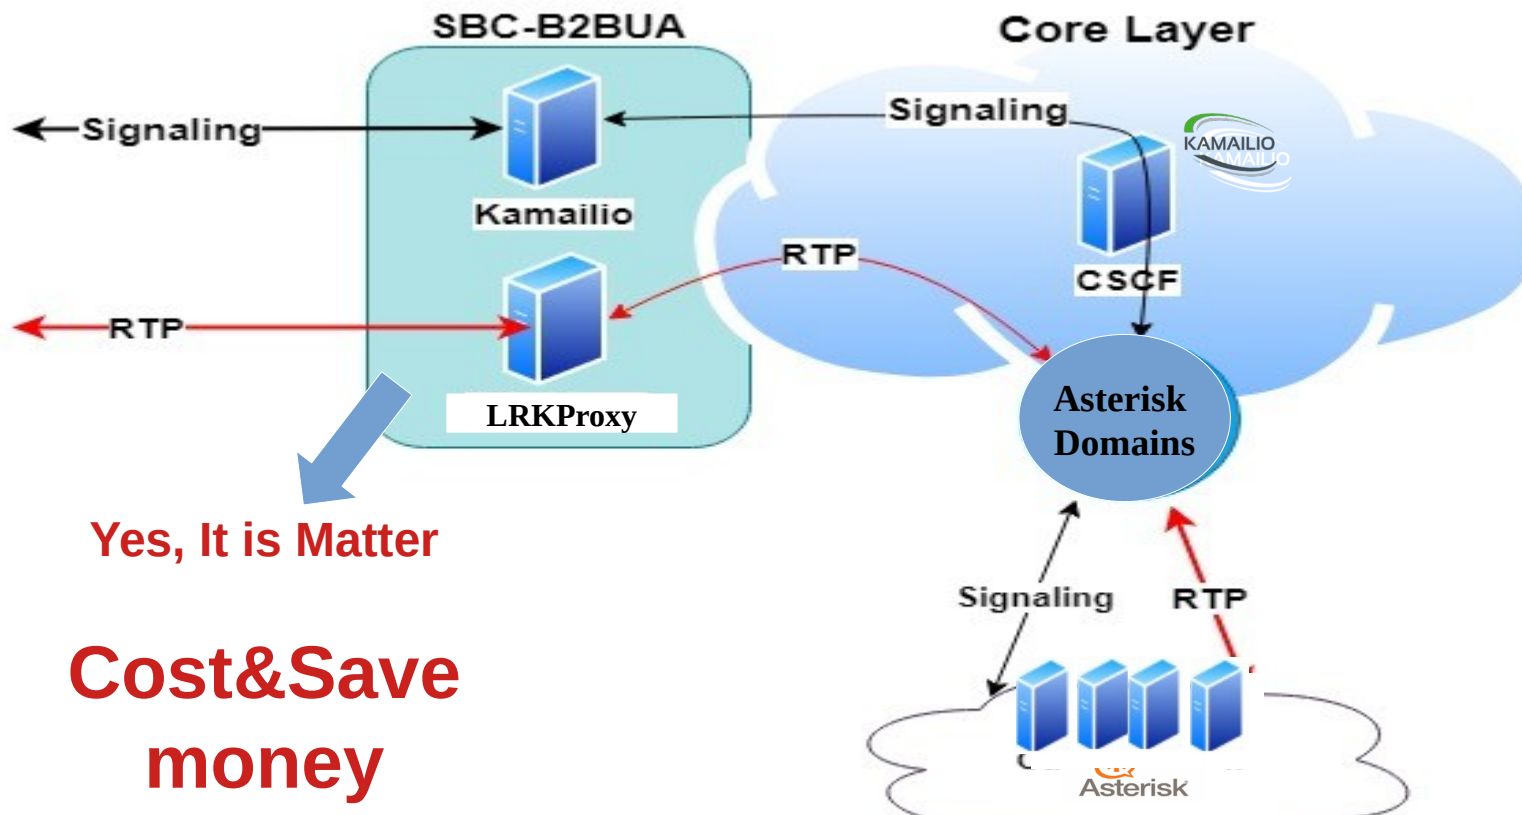 SBC-B2BUA
Core Layer
Signaling
Signaling
KAMAILIO
KAMAILIO
Kamailio
RTP
CSCF
RTP
LRKProxy
Asterisk
Domains
Yes, It is Matter
Signaling
RTP
Cost&Save
money
Asterisk